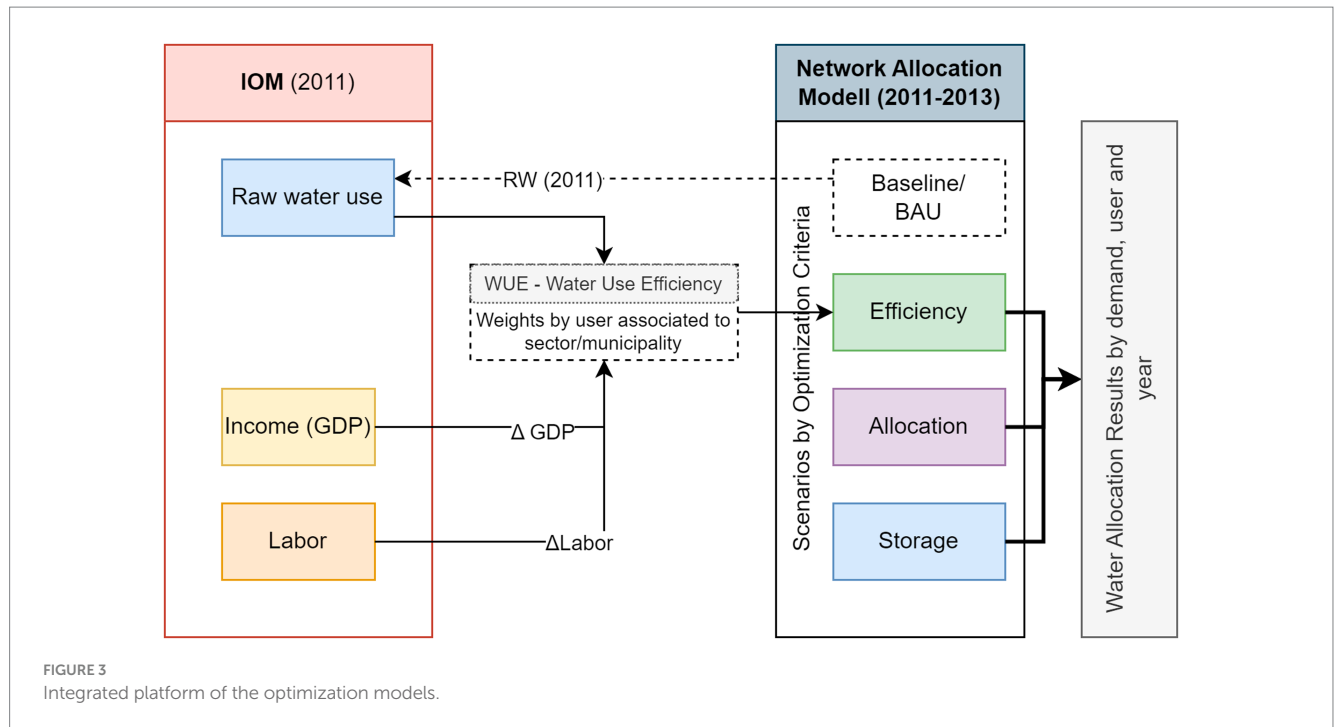 IOM (2011)
Network Allocation
Modell (2011-2013)
Raw water use
RW (2011)
Baseline/
BAU
WUE - Water Use Efficiency
Weights by user associated to
sector/municipality
Efficiency
Income (GDP)
Δ GDP
Allocation
Labor
ΔLabor
Storage
Scenarios by Optimization Criteria
Water Allocation Results by demand, user and
year
FIGURE 3
Integrated platform of the optimization models.